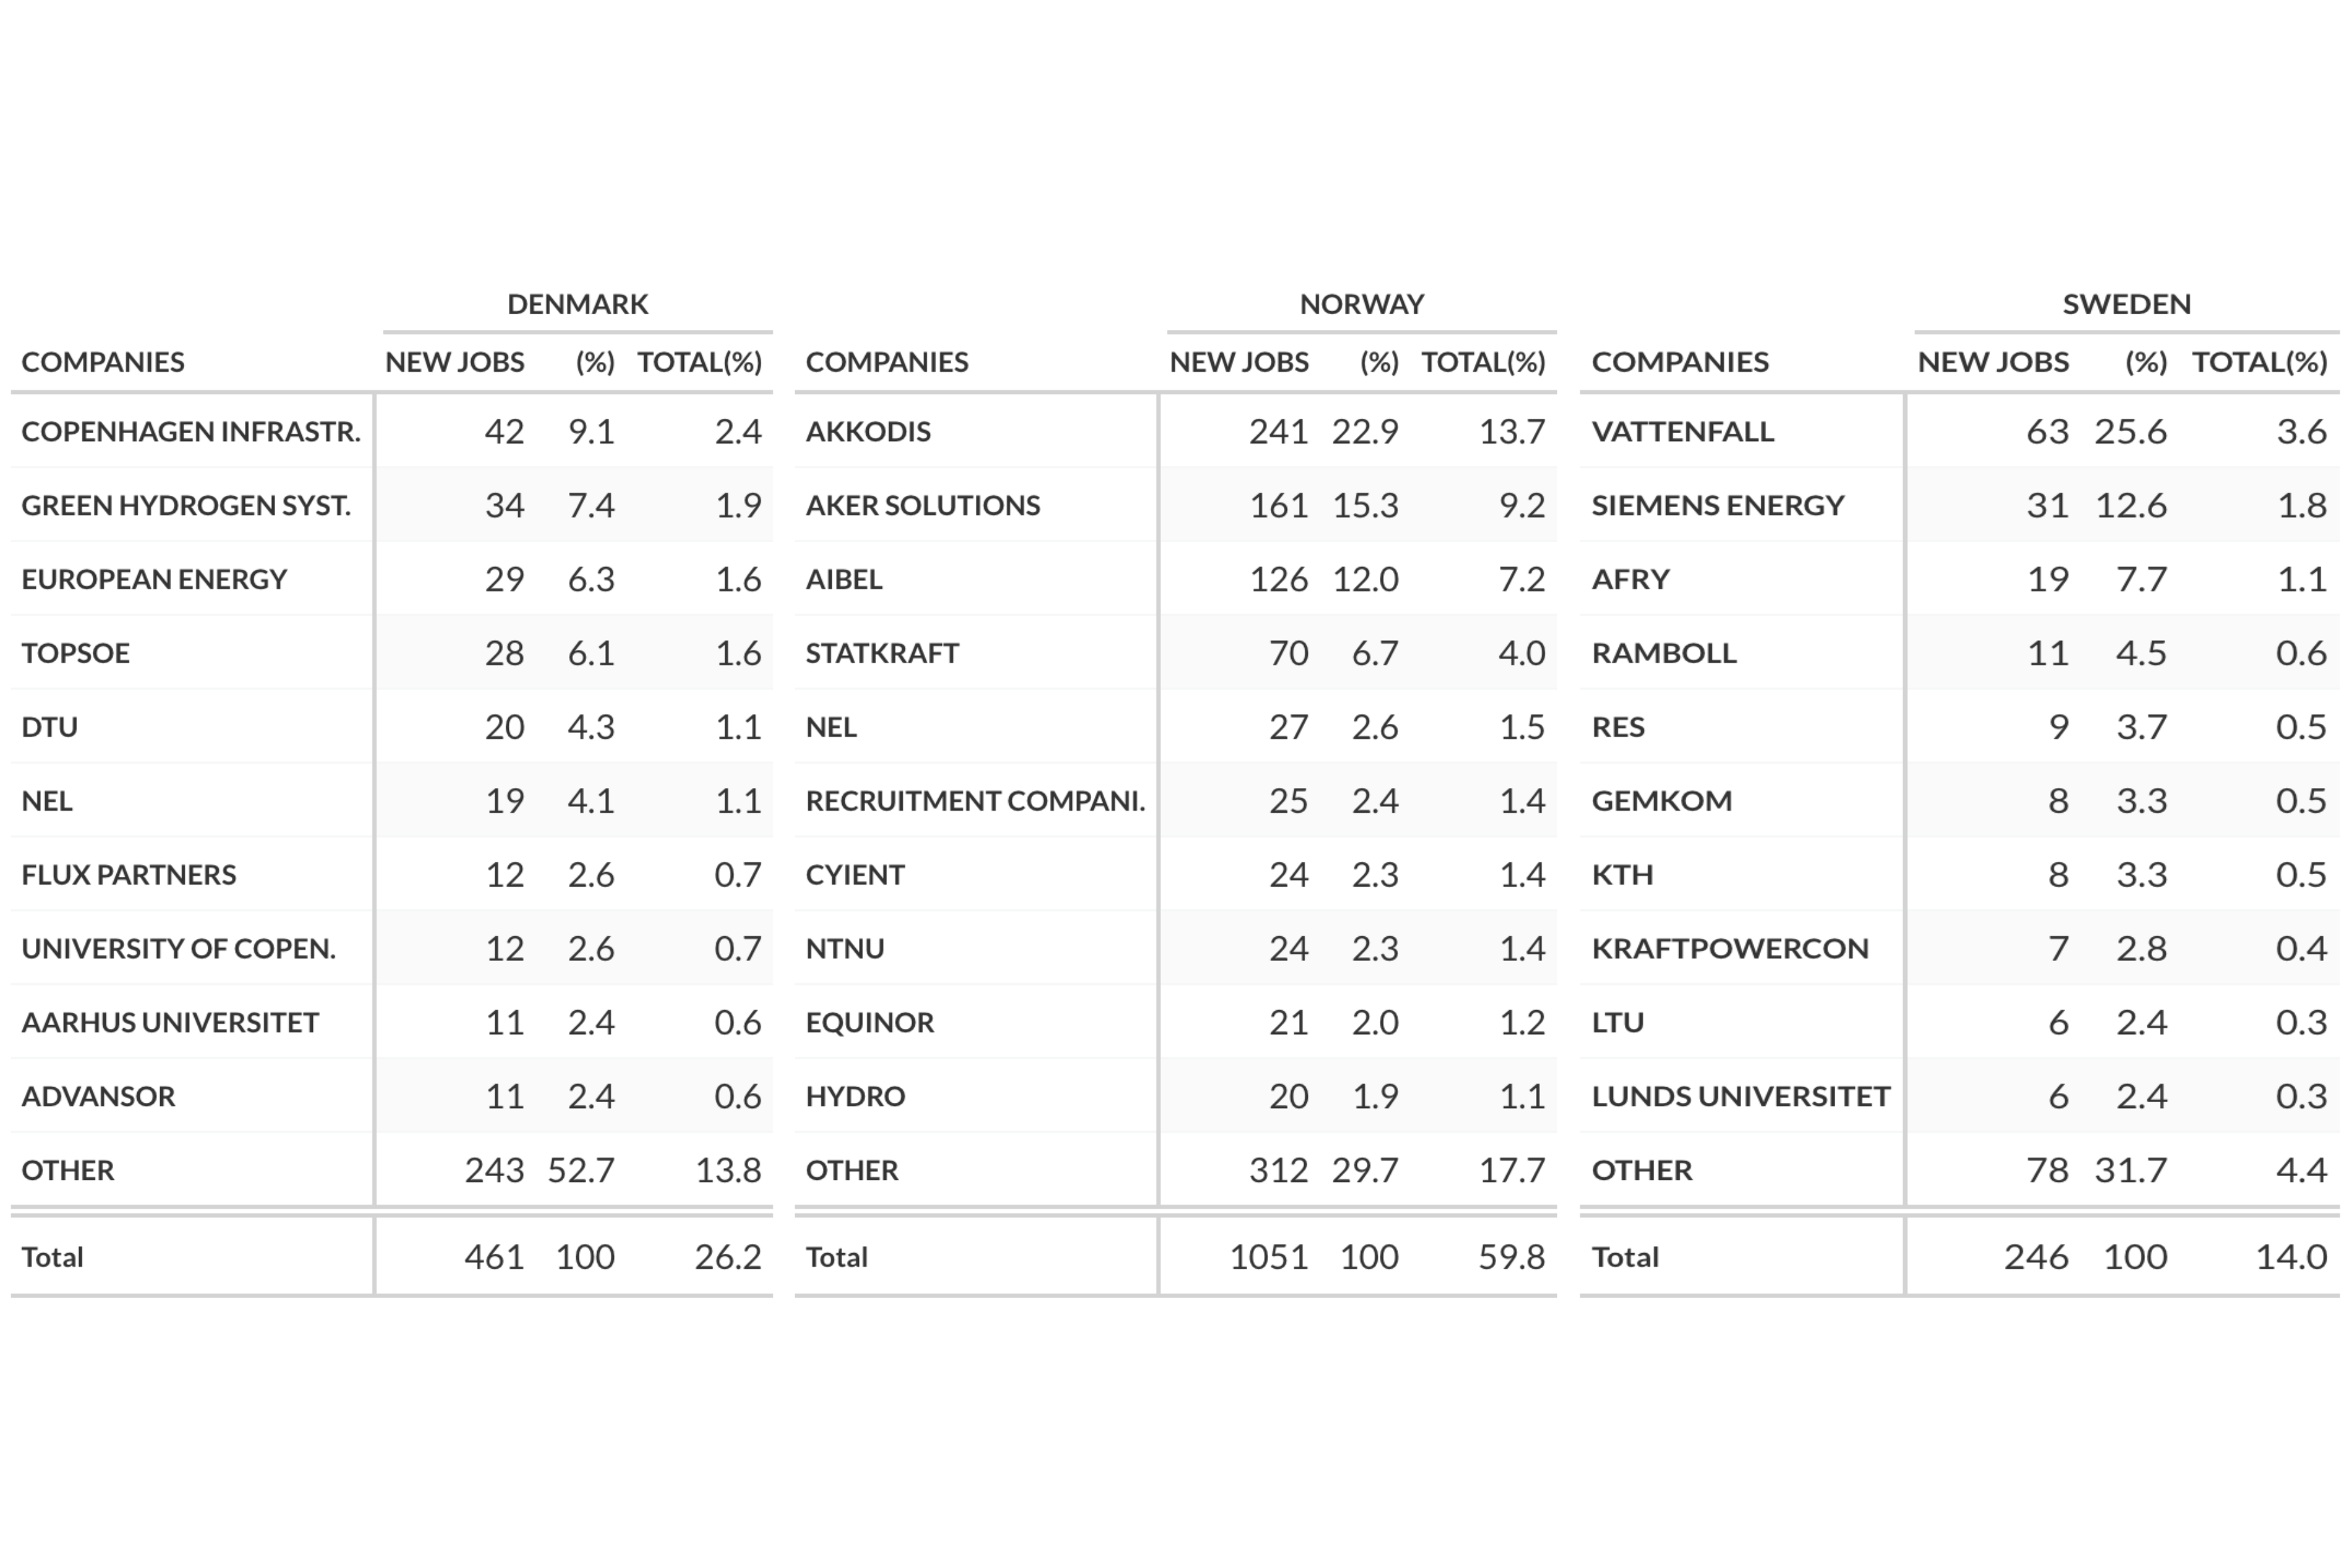 DENMARK NORWAY SWEDEN
COMPANIES NEW JOBS (%) TOTAL(%) COMPANIES NEW JOBS (%) TOTAL(%) COMPANIES NEW JOBS (%) TOTAL(%)
COPENHAGEN INFRASTR. 42 9.1 2.4 AKKODIS 241 22.9 13.7 VATTENFALL 63 25.6 3.6
GREEN HYDROGEN SYST. 34 7.4 1.9 AKER SOLUTIONS 161 15.3 9.2 SIEMENS ENERGY 31 12.6 1.8
EUROPEAN ENERGY 29 6.3 1.6 AIBEL 126 12.0 7.2 AFRY 19 7.7 1.1
TOPSOE 28 6.1 1.6 STATKRAFT 70 6.7 4.0 RAMBOLL 11 4.5 0.6
DTU 20 4.3 1.1 NEL 27 2.6 1.5 RES 9 3.7 0.5
NEL 19 4.1 1.1 RECRUITMENT COMPANI. 25 2.4 1.4 GEMKOM 8 3.3 0.5
FLUX PARTNERS 12 2.6 0.7 CYIENT 24 2.3 1.4 KTH 8 3.3 0.5
UNIVERSITY OF COPEN. 12 2.6 0.7 NTNU 24 2.3 1.4 KRAFTPOWERCON 7 2.8 0.4
AARHUS UNIVERSITET 11 2.4 0.6 EQUINOR 21 2.0 1.2 LTU 6 2.4 0.3
ADVANSOR 11 2.4 0.6 HYDRO 20 1.9 1.1 LUNDS UNIVERSITET 6 2.4 0.3
OTHER 243 52.7 13.8 OTHER 312 29.7 17.7 OTHER 78 31.7 4.4
Total 461 100 26.2 Total 1051 100 59.8 Total 246 100 14.0